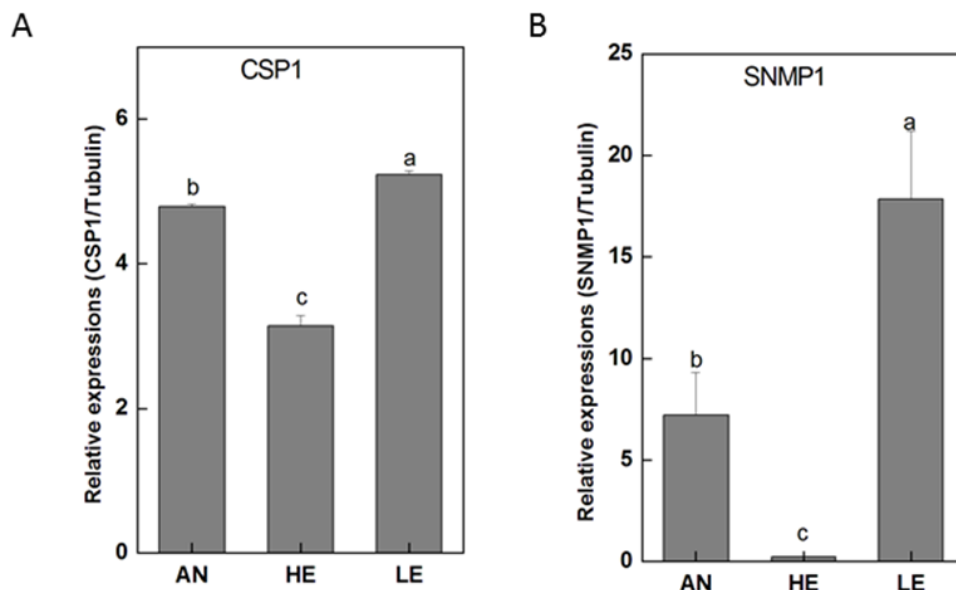 A
CSP1
Relative expressions (CSP1/Tubulin)
6
4
2
0
b
c
a
AN HE LE
B
SNMP1
Relative expressions (SNMP1/Tubulin)
25
20
15
10
5
0
b
c
a
AN HE LE